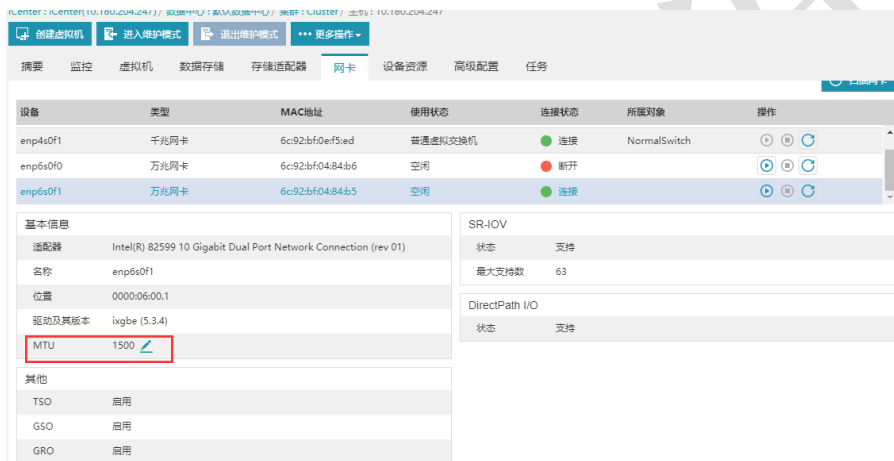 iCenter : iCenter(10.180.204.247) / 数据中心 : 默认数据中心 / 集群 : Cluster / 主机 : 10.180.204.247
创建虚拟机 进入维护模式 退出维护模式 ••• 更多操作
摘要 监控 虚拟机 数据存储 存储适配器 网卡 设备资源 高级配置 任务
扫描网卡
设备 类型 MAC地址 使用状态 连接状态 所属对象 操作
enp4s0f1 千兆网卡 6c:92:bf:0e:f5:ed 普通虚拟交换机 连接 NormalSwitch
enp6s0f0 万兆网卡 6c:92:bf:04:84:b6 空闲 断开
enp6s0f1 万兆网卡 6c:92:bf:04:84:b5 空闲 连接
基本信息
适配器 Intel(R) 82599 10 Gigabit Dual Port Network Connection (rev 01)
名称 enp6s0f1
位置 0000:06:00.1
驱动及其版本 ixgbe (5.3.4)
MTU 1500
SR-IOV
状态 支持
最大支持数 63
DirectPath I/O
状态 支持
其他
TSO 启用
GSO 启用
GRO 启用